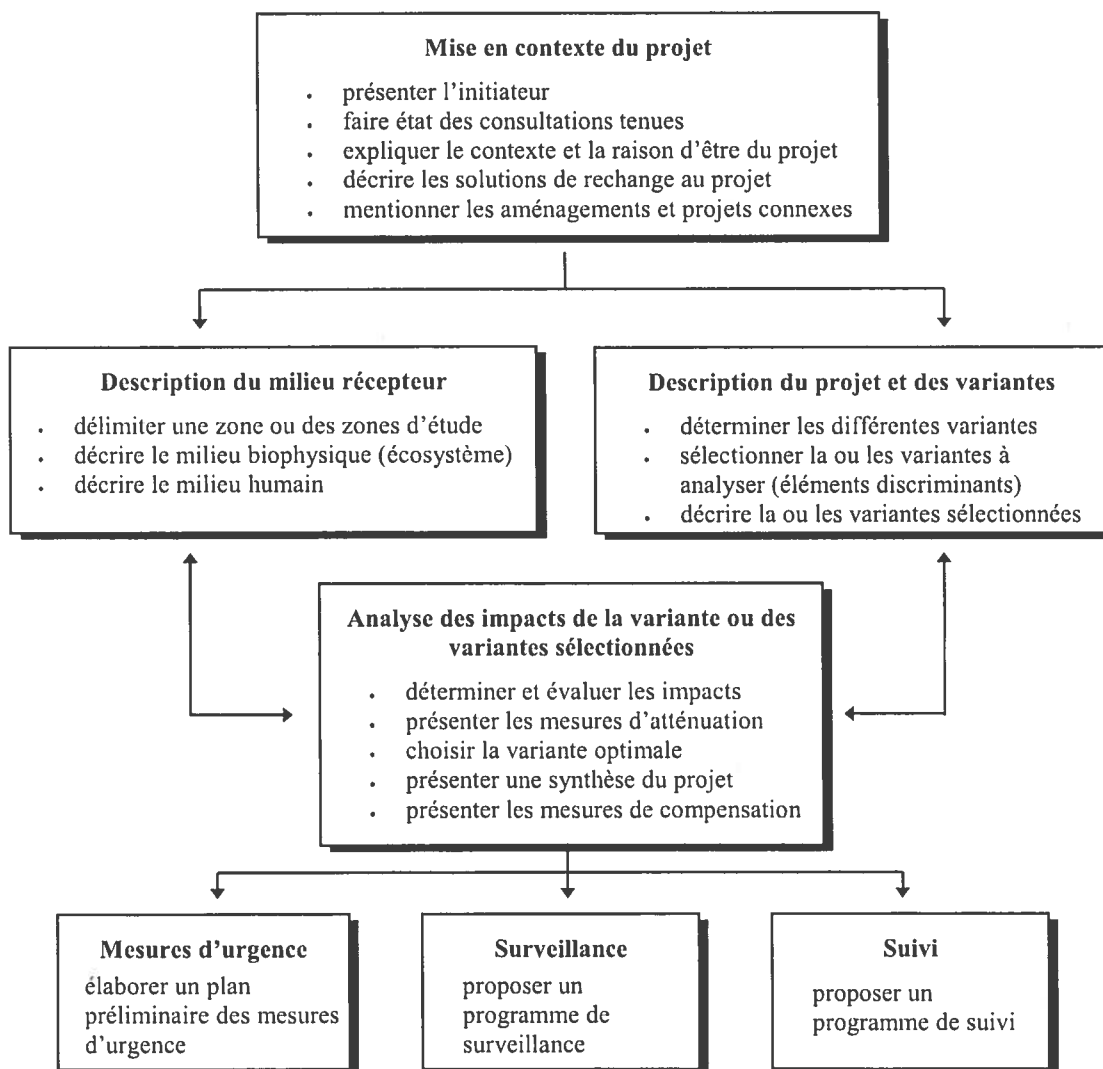 Mise en contexte du projet
• présenter l'initiateur
• faire état des consultations tenues
• expliquer le contexte et la raison d'être du projet
• décrire les solutions de rechange au projet
• mentionner les aménagements et projets connexes
Description du milieu récepteur
• délimiter une zone ou des zones d'étude
• décrire le milieu biophysique (écosystème)
• décrire le milieu humain
Description du projet et des variantes
• déterminer les différentes variantes
• sélectionner la ou les variantes à
analyser (éléments discriminants)
• décrire la ou les variantes sélectionnées
Analyse des impacts de la variante ou des
variantes sélectionnées
• déterminer et évaluer les impacts
• présenter les mesures d'atténuation
• choisir la variante optimale
• présenter une synthèse du projet
• présenter les mesures de compensation
Mesures d'urgence
élaborer un plan
préliminaire des mesures
d'urgence
Surveillance
proposer un
programme de
surveillance
Suivi
proposer un
programme de suivi